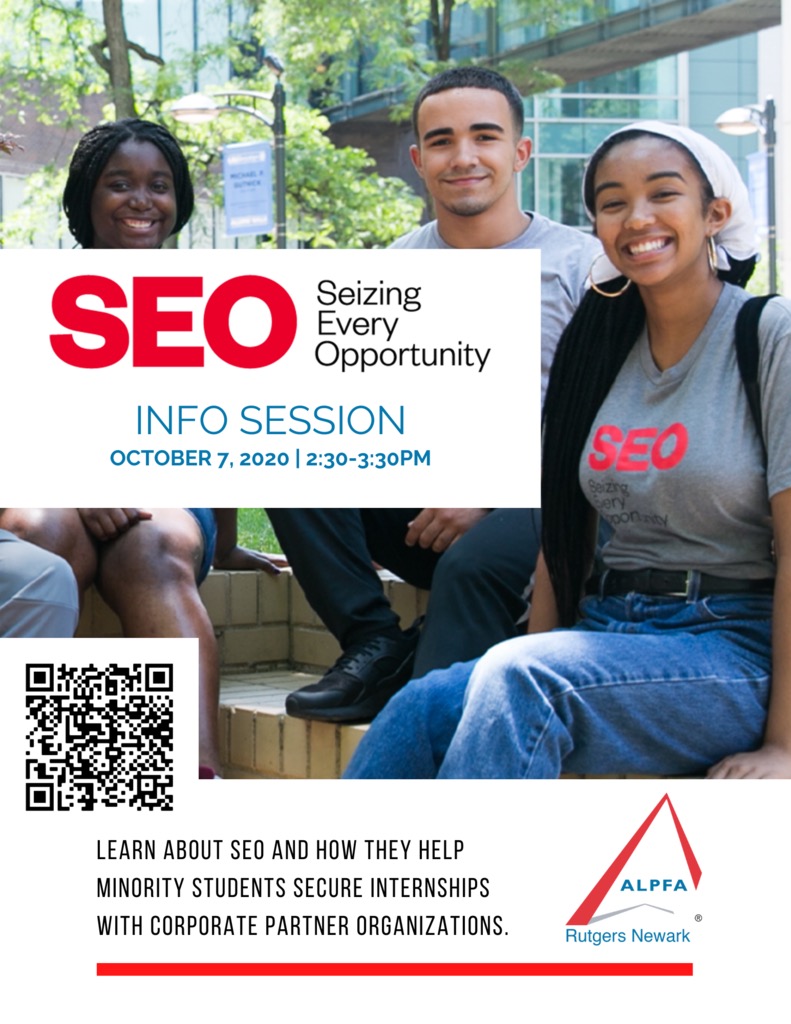 SEO
Seizing
Every
Opportunity
INFO SESSION
OCTOBER 7, 2020 | 2:30-3:30PM
SEO
Seizing
Every
Opportunity
LEARN ABOUT SEO AND HOW THEY HELP
MINORITY STUDENTS SECURE INTERNSHIPS
WITH CORPORATE PARTNER ORGANIZATIONS.
ALPFA
®
Rutgers Newark